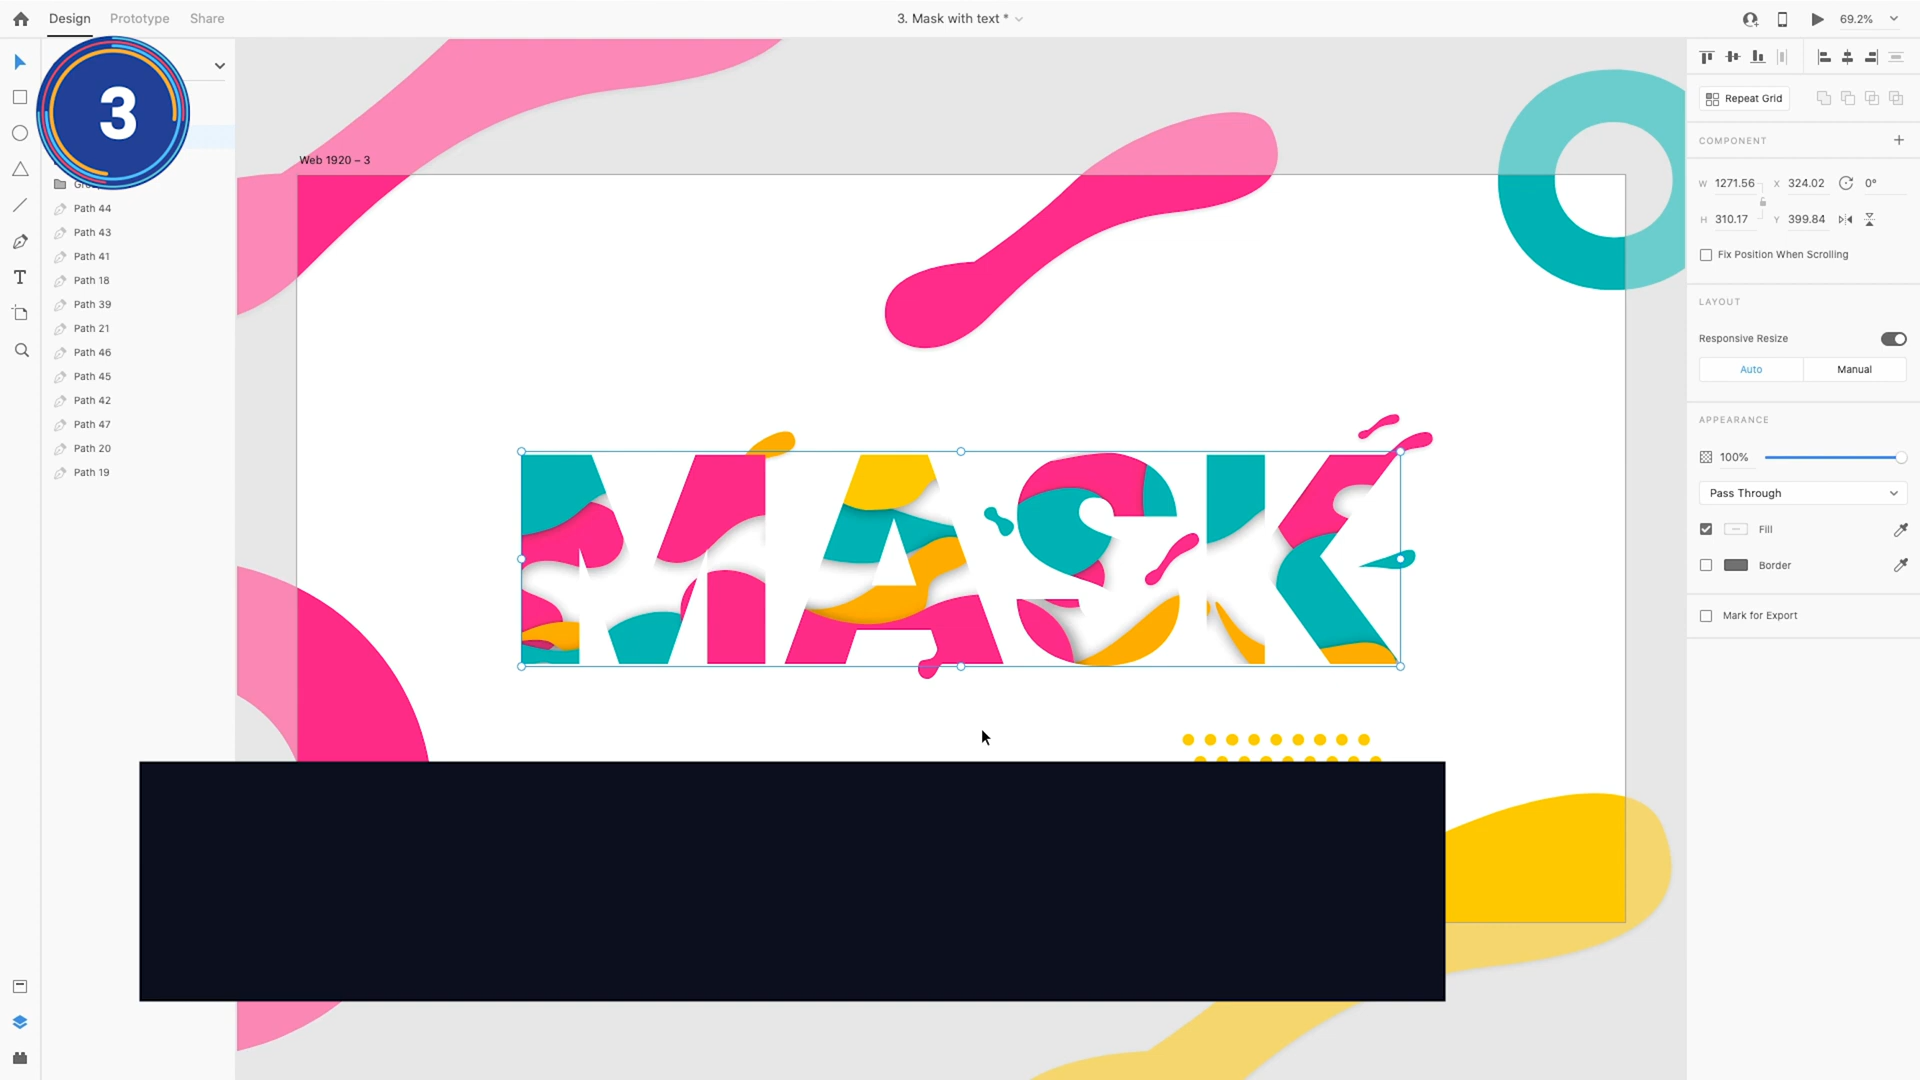 Design
Prototype
Share
3. Mask with text *
69.2%
3
Web 1920 – 3
Path 44
Path 43
Path 41
Path 18
Path 39
Path 21
Path 46
Path 45
Path 42
Path 47
Path 20
Path 19
MASK
Repeat Grid
COMPONENT
W 1271.56 X 324.02 0°
H 310.17 Y 399.84
Fix Position When Scrolling
LAYOUT
Responsive Resize
Auto
Manual
APPEARANCE
100%
Pass Through
Fill
Border
Mark for Export